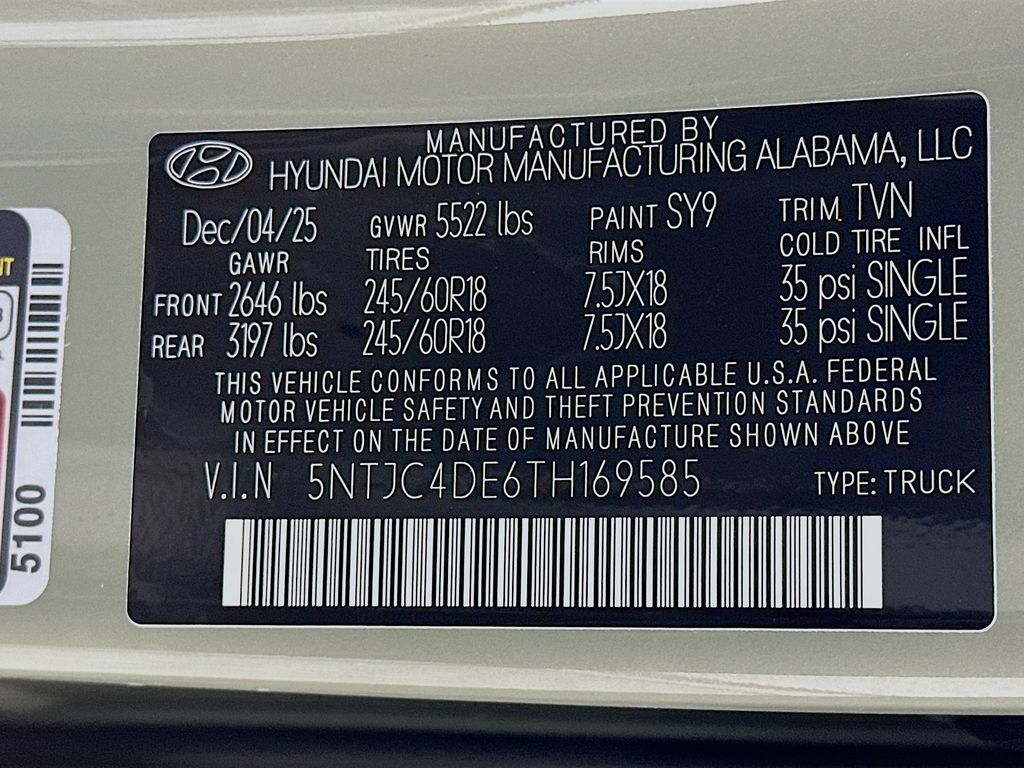 MANUFACTURED BY
HYUNDAI MOTOR MANUFACTURING ALABAMA, LLC
Dec/04/25 GVWR 5522 lbs PAINT SY9 TRIM TVN
GAWR TIRES RIMS COLD TIRE INFL
FRONT 2646 lbs 245/60R18 7.5JX18 35 psi SINGLE
REAR 3197 lbs 245/60R18 7.5JX18 35 psi SINGLE
THIS VEHICLE CONFORMS TO ALL APPLICABLE U.S.A. FEDERAL
MOTOR VEHICLE SAFETY AND THEFT PREVENTION STANDARDS
IN EFFECT ON THE DATE OF MANUFACTURE SHOWN ABOVE
V.I.N 5NTJC4DE6TH169585 TYPE: TRUCK
5100